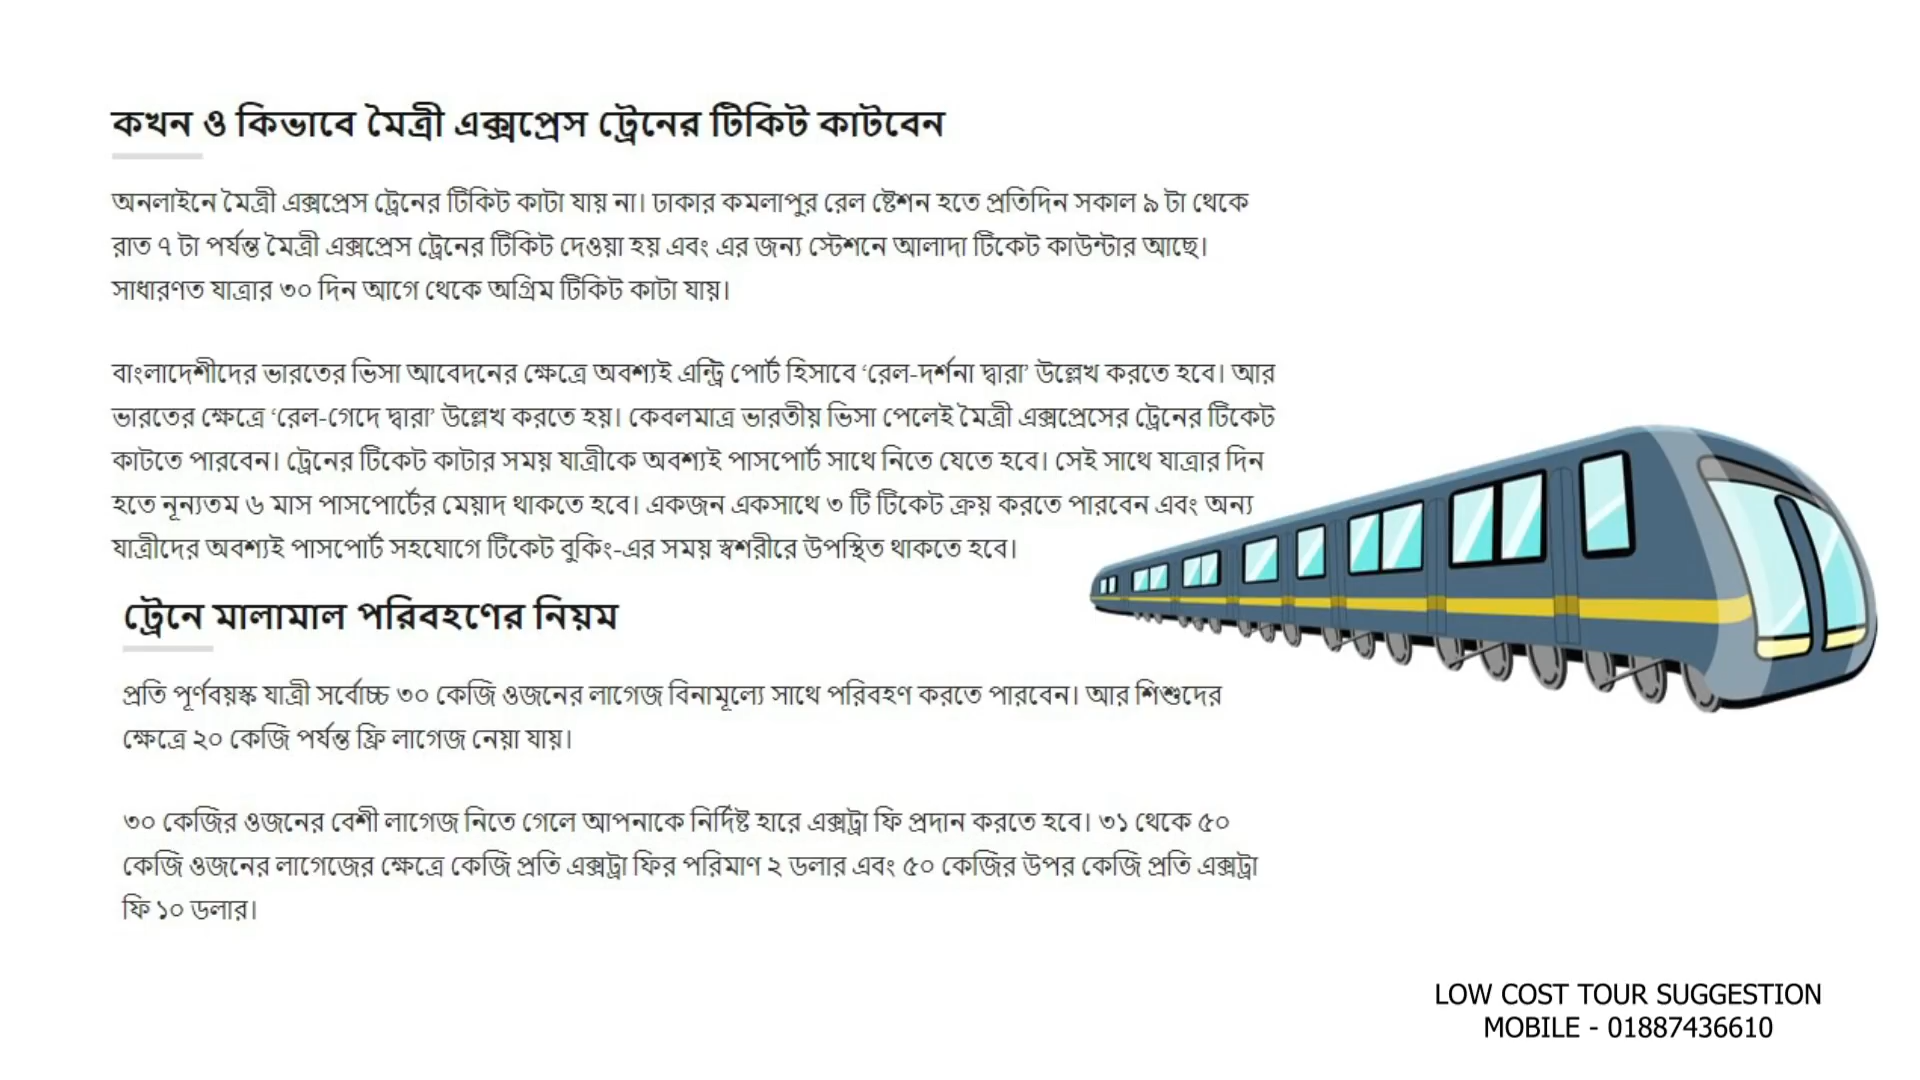 কখন ও কিভাবে মৈত্রী এক্সপ্রেস ট্রেনের টিকিট কাটবেন
অনলাইনে মৈত্রী এক্সপ্রেস ট্রেনের টিকিট কাটা যায় না। ঢাকার কমলাপুর রেল ষ্টেশন হতে প্রতিদিন সকাল ৯ টা থেকে
রাত ৭ টা পর্যন্ত মৈত্রী এক্সপ্রেস ট্রেনের টিকিট দেওয়া হয় এবং এর জন্য স্টেশনে আলাদা টিকেট কাউন্টার আছে।
সাধারণত যাত্রার ৩০ দিন আগে থেকে অগ্রিম টিকিট কাটা যায়।
বাংলাদেশীদের ভারতের ভিসা আবেদনের ক্ষেত্রে অবশ্যই এন্ট্রি পোর্ট হিসাবে ‘রেল-দর্শনা দ্বারা’ উল্লেখ করতে হবে। আর
ভারতের ক্ষেত্রে ‘রেল-গেদে দ্বারা’ উল্লেখ করতে হয়। কেবলমাত্র ভারতীয় ভিসা পেলেই মৈত্রী এক্সপ্রেসের ট্রেনের টিকেট
কাটতে পারবেন। ট্রেনের টিকেট কাটার সময় যাত্রীকে অবশ্যই পাসপোর্ট সাথে নিতে যেতে হবে। সেই সাথে যাত্রার দিন
হতে নূন্যতম ৬ মাস পাসপোর্টের মেয়াদ থাকতে হবে। একজন একসাথে ৩ টি টিকেট ক্রয় করতে পারবেন এবং অন্য
যাত্রীদের অবশ্যই পাসপোর্ট সহযোগে টিকেট বুকিং-এর সময় স্বশরীরে উপস্থিত থাকতে হবে।
ট্রেনে মালামাল পরিবহণের নিয়ম
প্রতি পূর্ণবয়স্ক যাত্রী সর্বোচ্চ ৩০ কেজি ওজনের লাগেজ বিনামূল্যে সাথে পরিবহণ করতে পারবেন। আর শিশুদের
ক্ষেত্রে ২০ কেজি পর্যন্ত ফ্রি লাগেজ নেয়া যায়।
৩০ কেজির ওজনের বেশী লাগেজ নিতে গেলে আপনাকে নির্দিষ্ট হারে এক্সট্রা ফি প্রদান করতে হবে। ৩১ থেকে ৫০
কেজি ওজনের লাগেজের ক্ষেত্রে কেজি প্রতি এক্সট্রা ফির পরিমাণ ২ ডলার এবং ৫০ কেজির উপর কেজি প্রতি এক্সট্রা
ফি ১০ ডলার।
LOW COST TOUR SUGGESTION
MOBILE - 01887436610